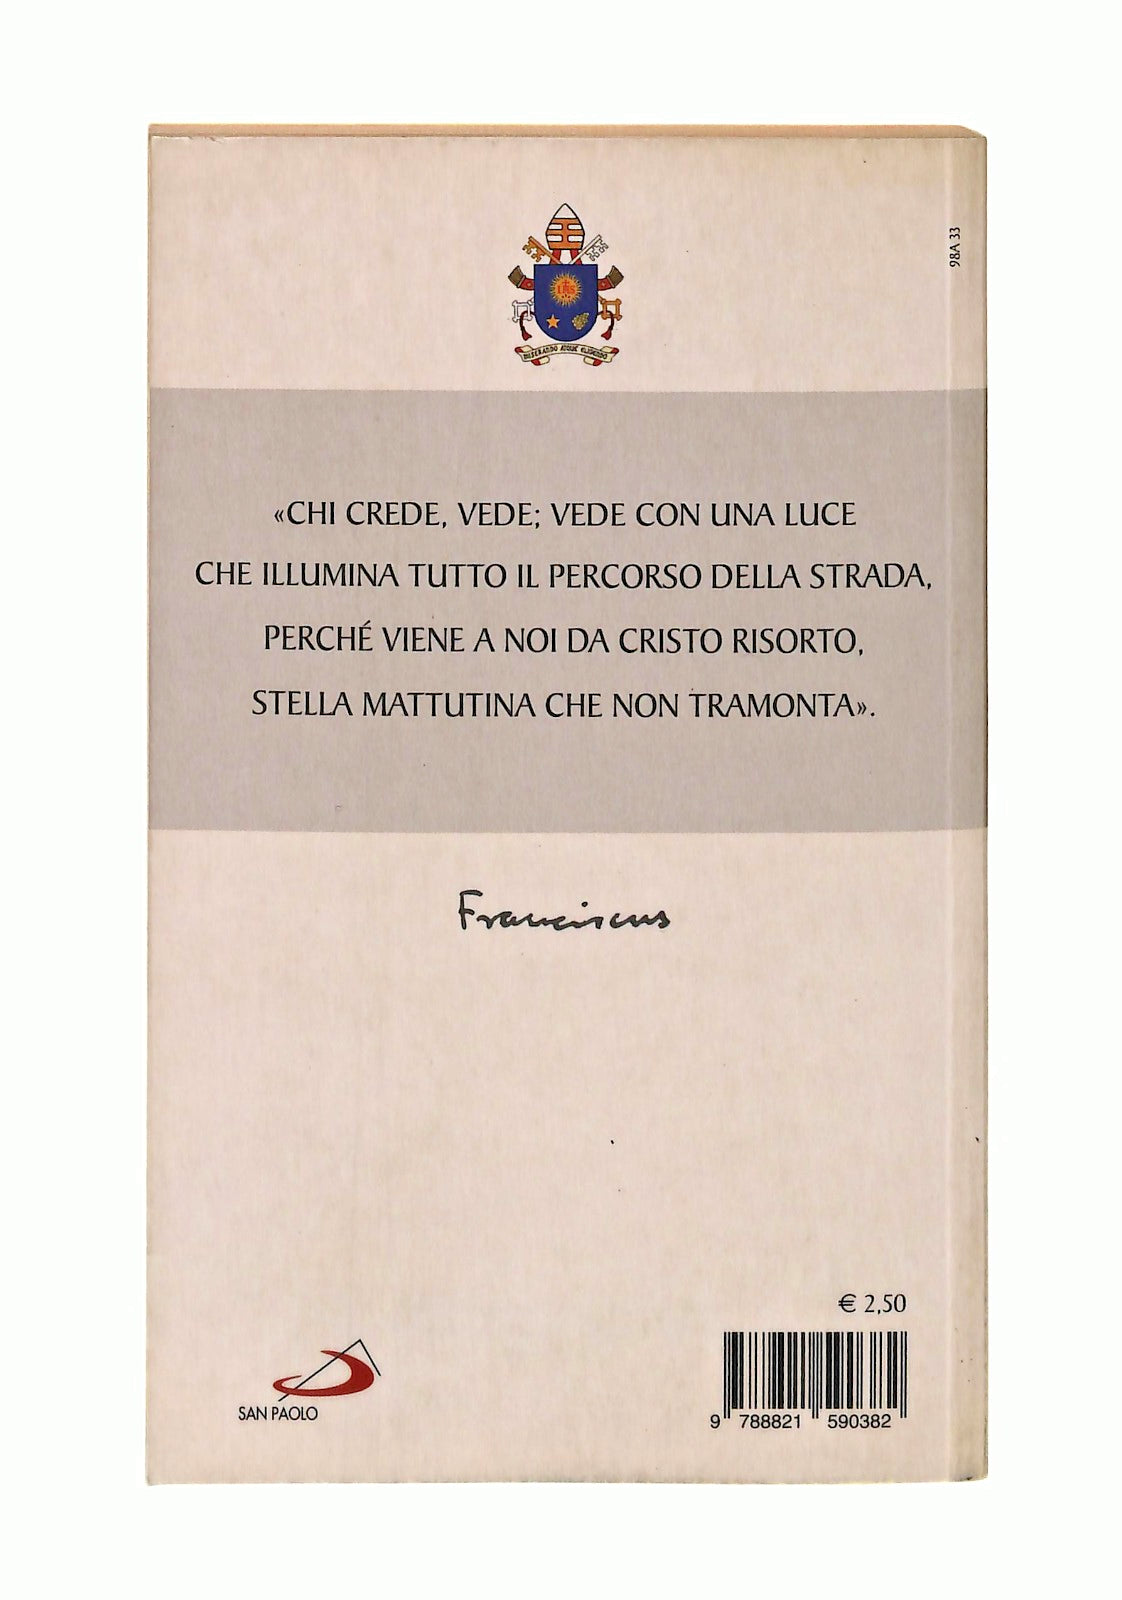 98A 33
IHS
MISERANDO ATQUE ELIGENDO
«CHI CREDE, VEDE; VEDE CON UNA LUCE
CHE ILLUMINA TUTTO IL PERCORSO DELLA STRADA,
PERCHÉ VIENE A NOI DA CRISTO RISORTO,
STELLA MATTUTINA CHE NON TRAMONTA».
Franciscus
€ 2,50
SAN PAOLO
9 788821 590382